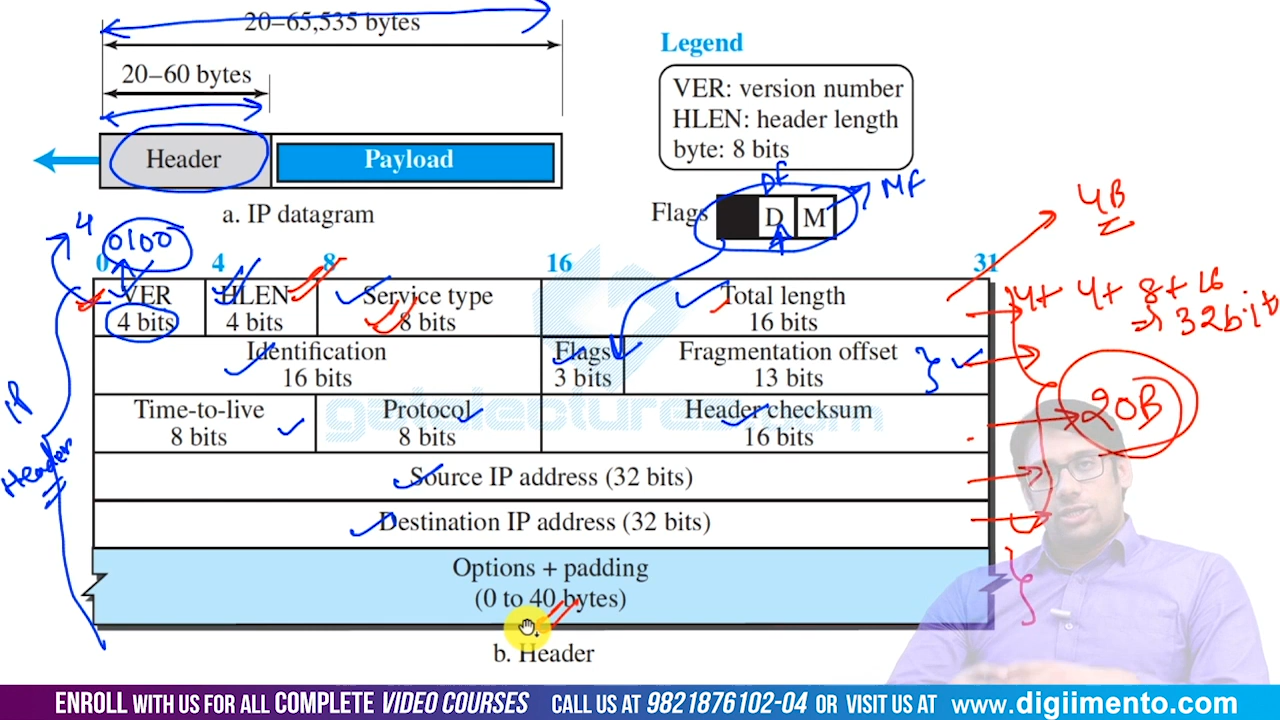 20–65,535 bytes
20–60 bytes
Header
Payload
a. IP datagram
Legend
VER: version number
HLEN: header length
byte: 8 bits
DF
MF
Flags
D
M
4B
4
0100
0
4
8
16
31
VER
4 bits
HLEN
4 bits
Service type
8 bits
Total length
16 bits
4+ 4+ 8+16
⇒ 32bit
Identification
16 bits
Flags
3 bits
Fragmentation offset
13 bits
Time-to-live
8 bits
Protocol
8 bits
Header checksum
16 bits
20B
IP
Header
Source IP address (32 bits)
Destination IP address (32 bits)
Options + padding
(0 to 40 bytes)
b. Header
ENROLL WITH US FOR ALL COMPLETE VIDEO COURSES CALL US AT 9821876102-04 OR VISIT US AT www.digiimento.com